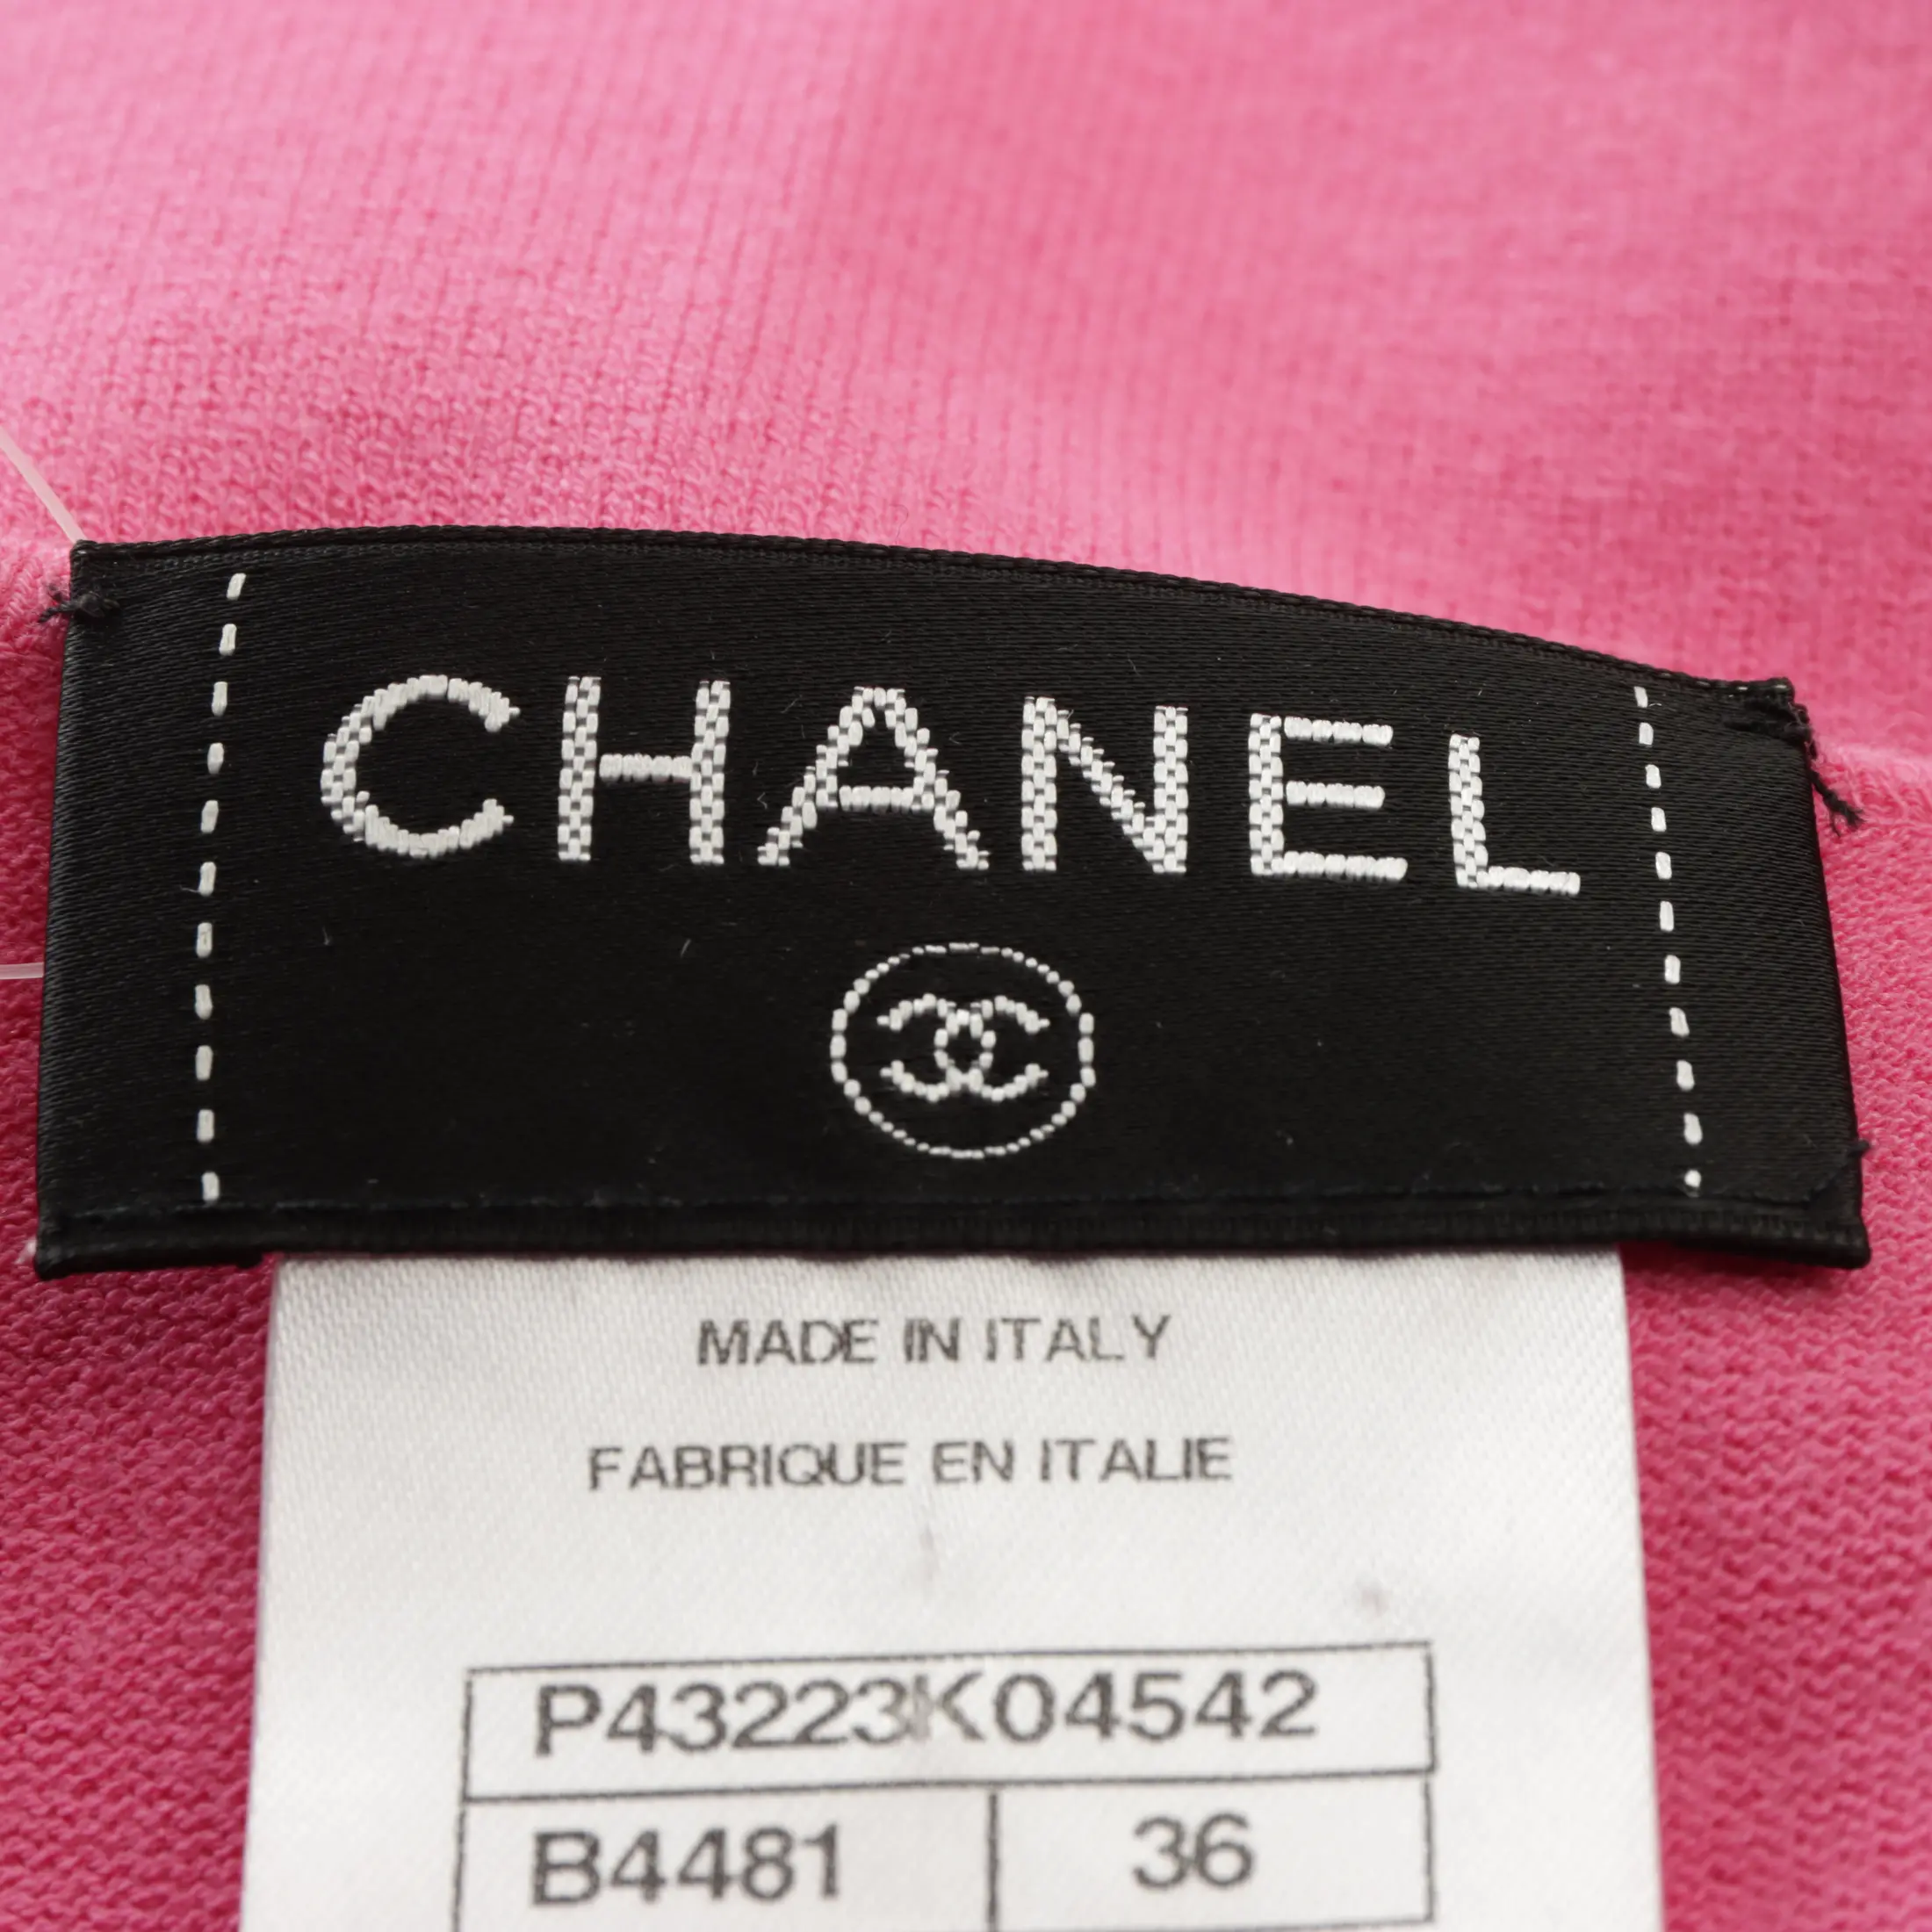 CHANEL
MADE IN ITALY
FABRIQUE EN ITALIE
P43223K04542
B4481 36